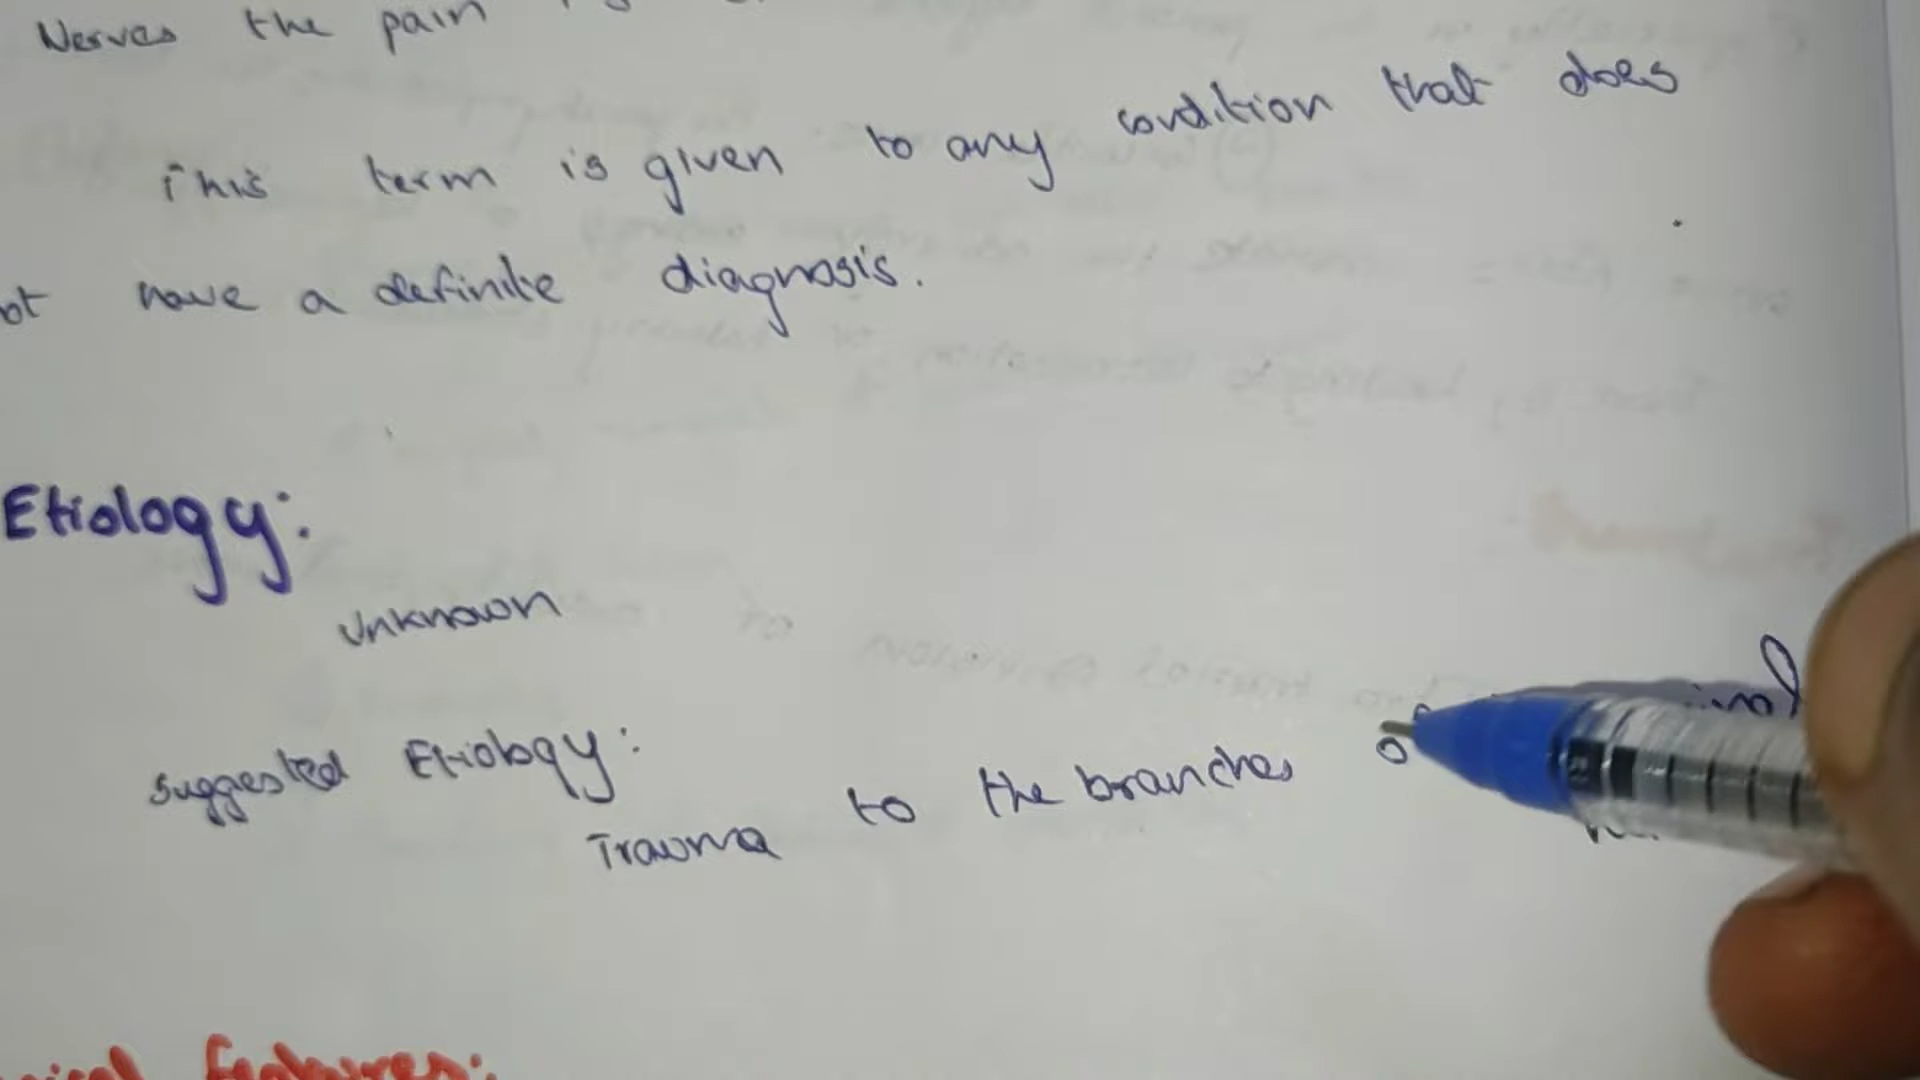 Nerves the pain
This term is given to any condition that does
have a definite diagnosis.
Etiology:
Unknown
Suggested Etiology:
Trauma to the branches
features: